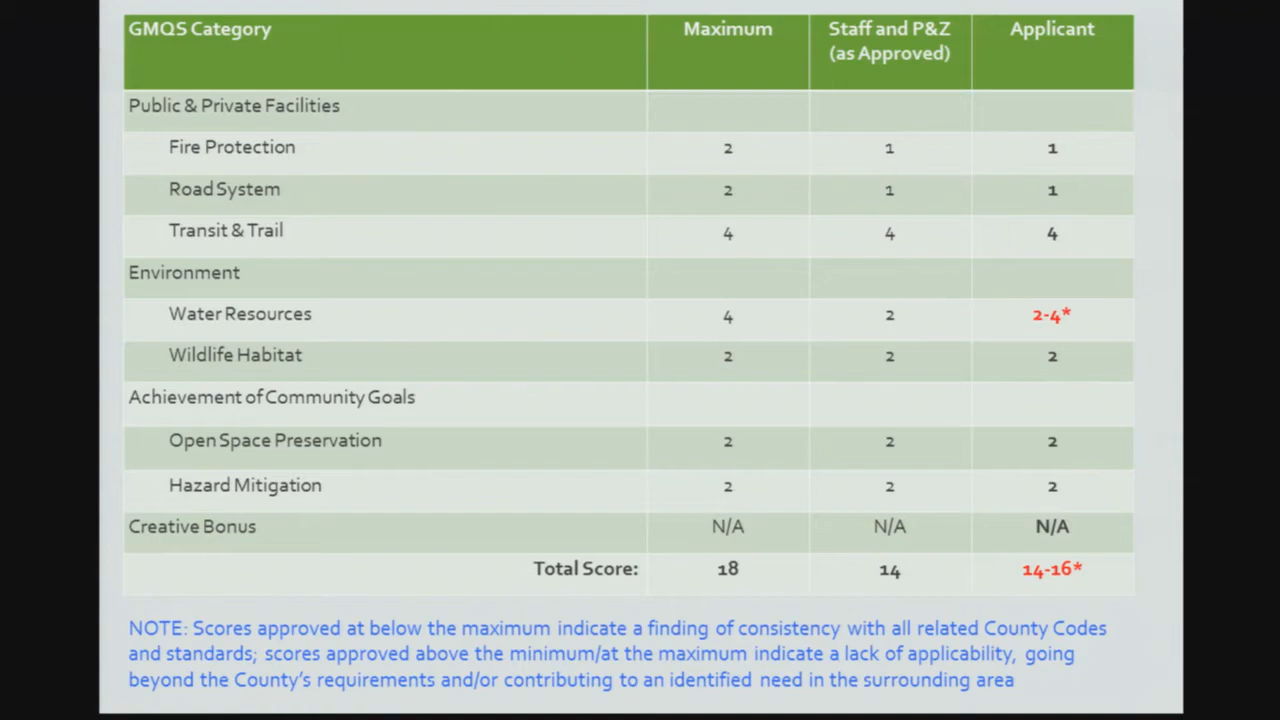 GMQS Category Maximum Staff and P&Z Applicant
(as Approved)
Public & Private Facilities
Fire Protection 2 1 1
Road System 2 1 1
Transit & Trail 4 4 4
Environment
Water Resources 4 2 2-4*
Wildlife Habitat 2 2 2
Achievement of Community Goals
Open Space Preservation 2 2 2
Hazard Mitigation 2 2 2
Creative Bonus N/A N/A N/A
Total Score: 18 14 14-16*
NOTE: Scores approved at below the maximum indicate a finding of consistency with all related County Codes
and standards; scores approved above the minimum/at the maximum indicate a lack of applicability, going
beyond the County's requirements and/or contributing to an identified need in the surrounding area